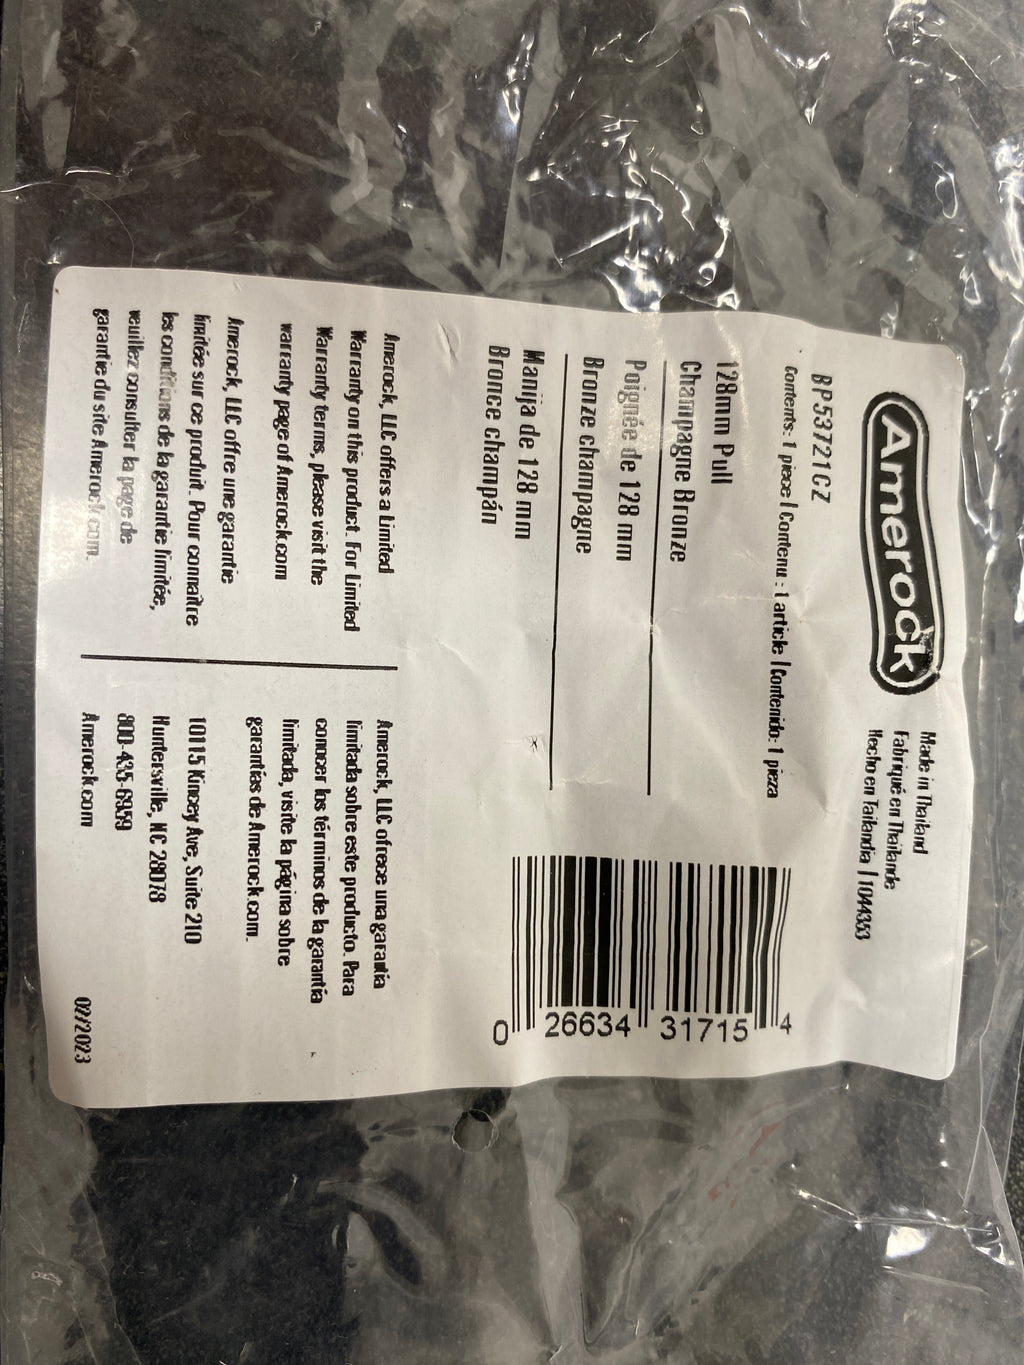 Amerock
Made in Thailand
Fabriqué en Thaïlande
Hecho en Tailandia | 1044353
BP53721CZ
Contents: 1 piece | Contenu : 1 article | Contenido: 1 pieza
128mm Pull
Champagne Bronze
Poignée de 128 mm
Bronze champagne
Manija de 128 mm
Bronce champán
0 26634 31715 4
Amerock, LLC offers a Limited
Warranty on this product. For Limited
Warranty terms, please visit the
warranty page of Amerock.com
Amerock, LLC offre une garantie
limitée sur ce produit. Pour connaître
les conditions de la garantie limitée,
veuillez consulter la page de
garantie du site Amerock.com.
Amerock, LLC ofrece una garantía
limitada sobre este producto. Para
conocer los términos de la garantía
limitada, visite la página sobre
garantías de Amerock.com.
10115 Kincey Ave, Suite 210
Huntersville, NC 28078
800-435-6959
Amerock.com
02/2023